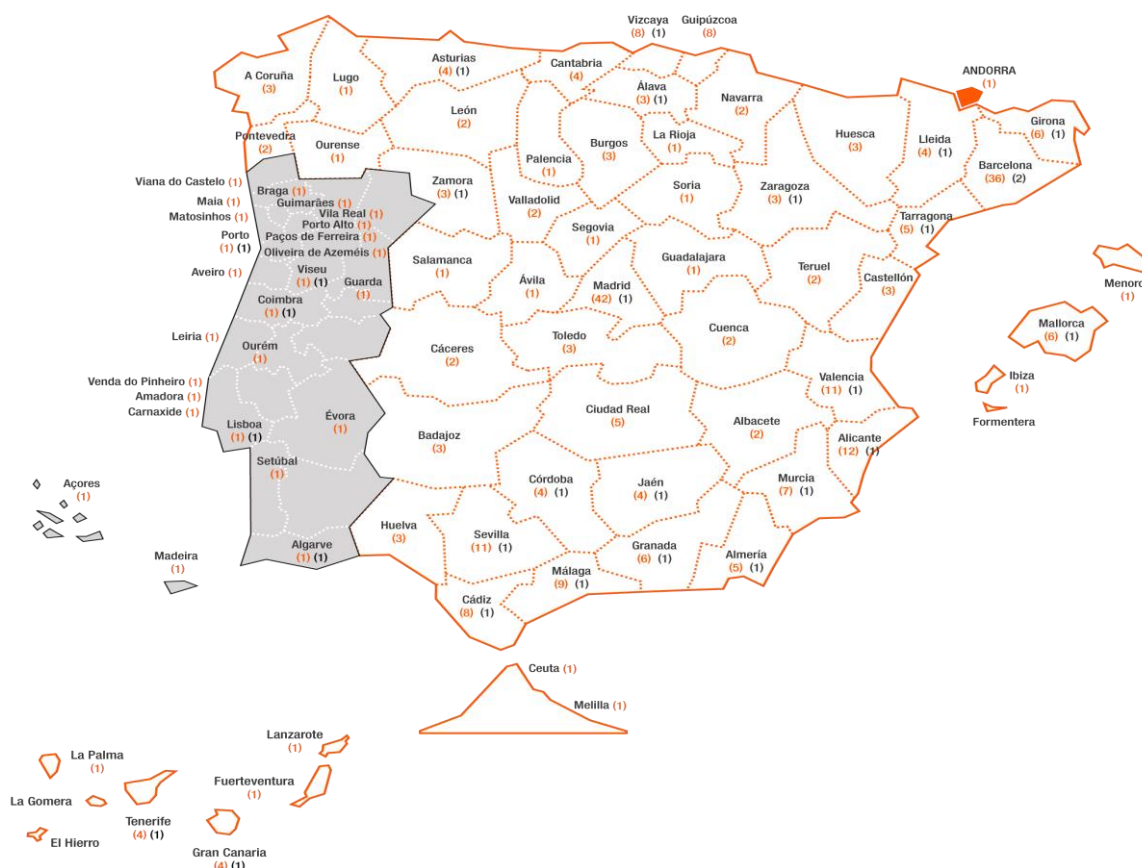 Vizcaya
(8) (1)
Guipúzcoa
(8)
Asturias
(4) (1)
Cantabria
(4)
A Coruña
(3)
Lugo
(1)
León
(2)
Álava
(3) (1)
Navarra
(2)
ANDORRA
(1)
Pontevedra
(2)
Ourense
(1)
Palencia
(1)
Burgos
(3)
La Rioja
(1)
Huesca
(3)
Lleida
(4) (1)
Girona
(6) (1)
Barcelona
(36) (2)
Viana do Castelo (1)
Braga (1)
Guimarães (1)
Maia (1)
Vila Real (1)
Matosinhos (1)
Porto Alto (1)
Porto
(1) (1)
Paços de Ferreira (1)
Oliveira de Azeméis (1)
Zamora
(3) (1)
Valladolid
(2)
Soria
(1)
Zaragoza
(3) (1)
Tarragona
(5) (1)
Segovia
(1)
Aveiro (1)
Viseu
(1) (1)
Guarda
(1)
Salamanca
(1)
Ávila
(1)
Madrid
(42) (1)
Guadalajara
(1)
Teruel
(2)
Castellón
(3)
Menorc
(1)
Coimbra
(1) (1)
Mallorca
(6) (1)
Leiria (1)
Ourém
(1)
Cáceres
(2)
Toledo
(3)
Cuenca
(2)
Ibiza
(1)
Venda do Pinheiro (1)
Amadora (1)
Carnaxide (1)
Valencia
(11) (1)
Formentera
Lisboa
(1) (1)
Évora
(1)
Badajoz
(3)
Ciudad Real
(5)
Albacete
(2)
Alicante
(12) (1)
Setúbal
(1)
Córdoba
(4) (1)
Jaén
(4) (1)
Murcia
(7) (1)
Açores
(1)
Huelva
(3)
Sevilla
(11) (1)
Granada
(6) (1)
Almería
(5) (1)
Madeira
(1)
Algarve
(1) (1)
Málaga
(9) (1)
Cádiz
(8) (1)
Ceuta (1)
Melilla (1)
Lanzarote
(1)
La Palma
(1)
Fuerteventura
(1)
La Gomera
Tenerife
(4) (1)
El Hierro
Gran Canaria
(4) (1)